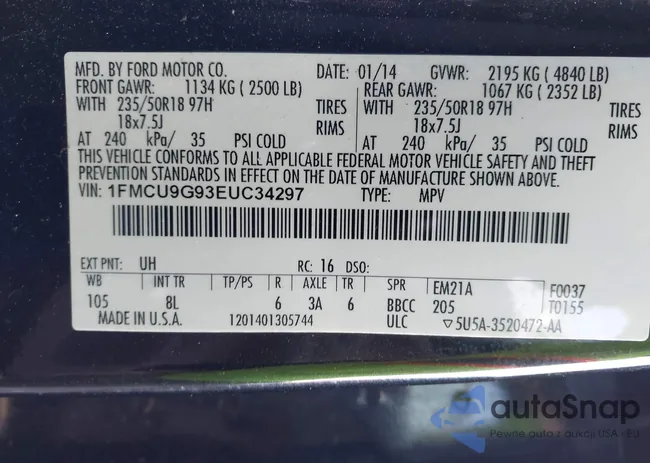 MFD. BY FORD MOTOR CO. DATE: 01/14 GVWR: 2195 KG ( 4840 LB)
FRONT GAWR: 1134 KG ( 2500 LB) REAR GAWR: 1067 KG ( 2352 LB)
WITH 235/50R18 97H TIRES WITH 235/50R18 97H TIRES
18x7.5J RIMS 18x7.5J RIMS
AT 240 kPa/ 35 PSI COLD AT 240 kPa/ 35 PSI COLD
THIS VEHICLE CONFORMS TO ALL APPLICABLE FEDERAL MOTOR VEHICLE SAFETY AND THEFT
PREVENTION STANDARDS IN EFFECT ON THE DATE OF MANUFACTURE SHOWN ABOVE.
VIN: 1FMCU9G93EUC34297 TYPE: MPV
EXT PNT: UH RC: 16 DSO:
WB INT TR TP/PS R AXLE TR SPR EM21A F0037
105 8L 6 3A 6 BBCC 205 T0155
MADE IN U.S.A. 1201401305744 ULC ▽5U5A-3520472-AA
autaSnap
Pewne auta z aukcji USA i EU